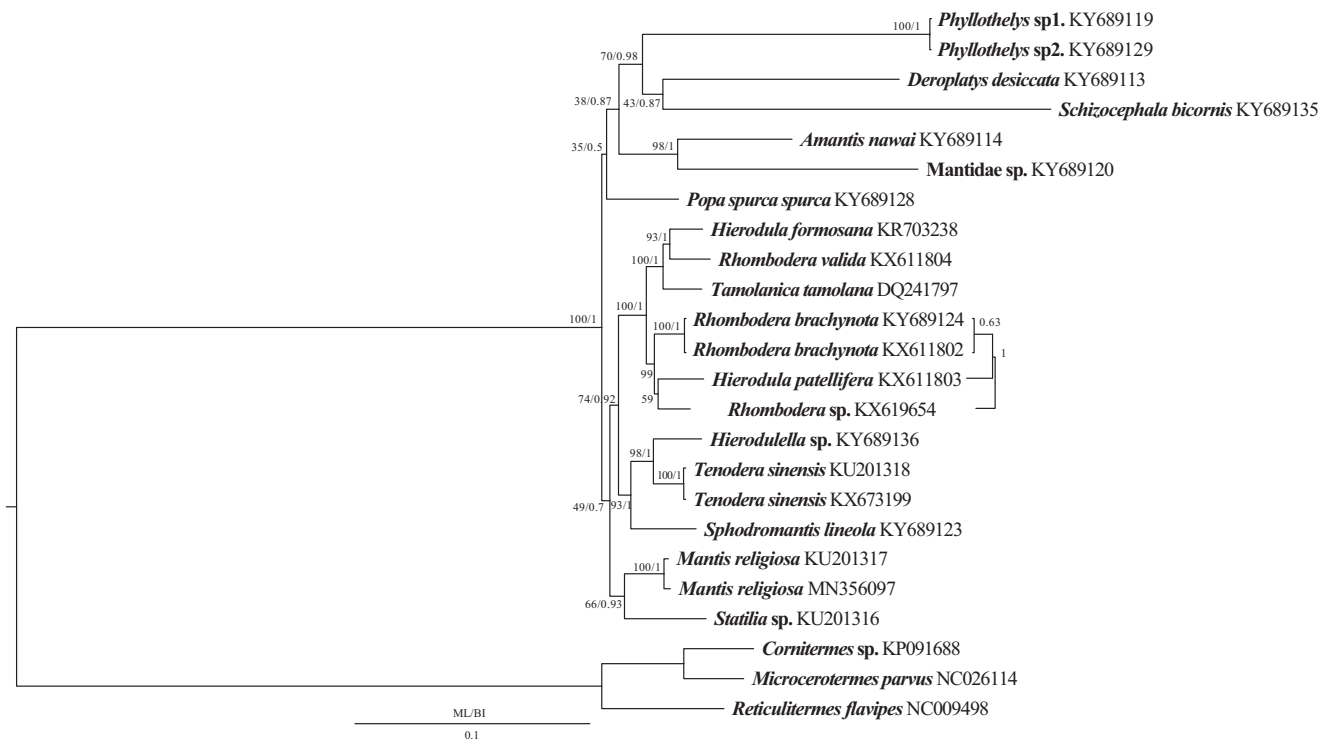 Phyllothelys sp1. KY689119
100/1
Phyllothelys sp2. KY689129
70/0.98
Deroplatys desiccata KY689113
38/0.87
43/0.87
Schizocephala bicornis KY689135
Amantis nawai KY689114
35/0.5
98/1
Mantidae sp. KY689120
Popa spurca spurca KY689128
Hierodula formosana KR703238
93/1
Rhombodera valida KX611804
100/1
Tamolanica tamolana DQ241797
100/1
100/1
Rhombodera brachynota KY689124
0.63
100/1
Rhombodera brachynota KX611802
1
99
Hierodula patellifera KX611803
59
74/0.92
Rhombodera sp. KX619654
Hierodulella sp. KY689136
98/1
Tenodera sinensis KU201318
100/1
Tenodera sinensis KX673199
49/0.7
93/1
Sphodromantis lineola KY689123
Mantis religiosa KU201317
100/1
Mantis religiosa MN356097
66/0.93
Statilia sp. KU201316
Cornitermes sp. KP091688
Microcerotermes parvus NC026114
Reticulitermes flavipes NC009498
ML/BI
0.1